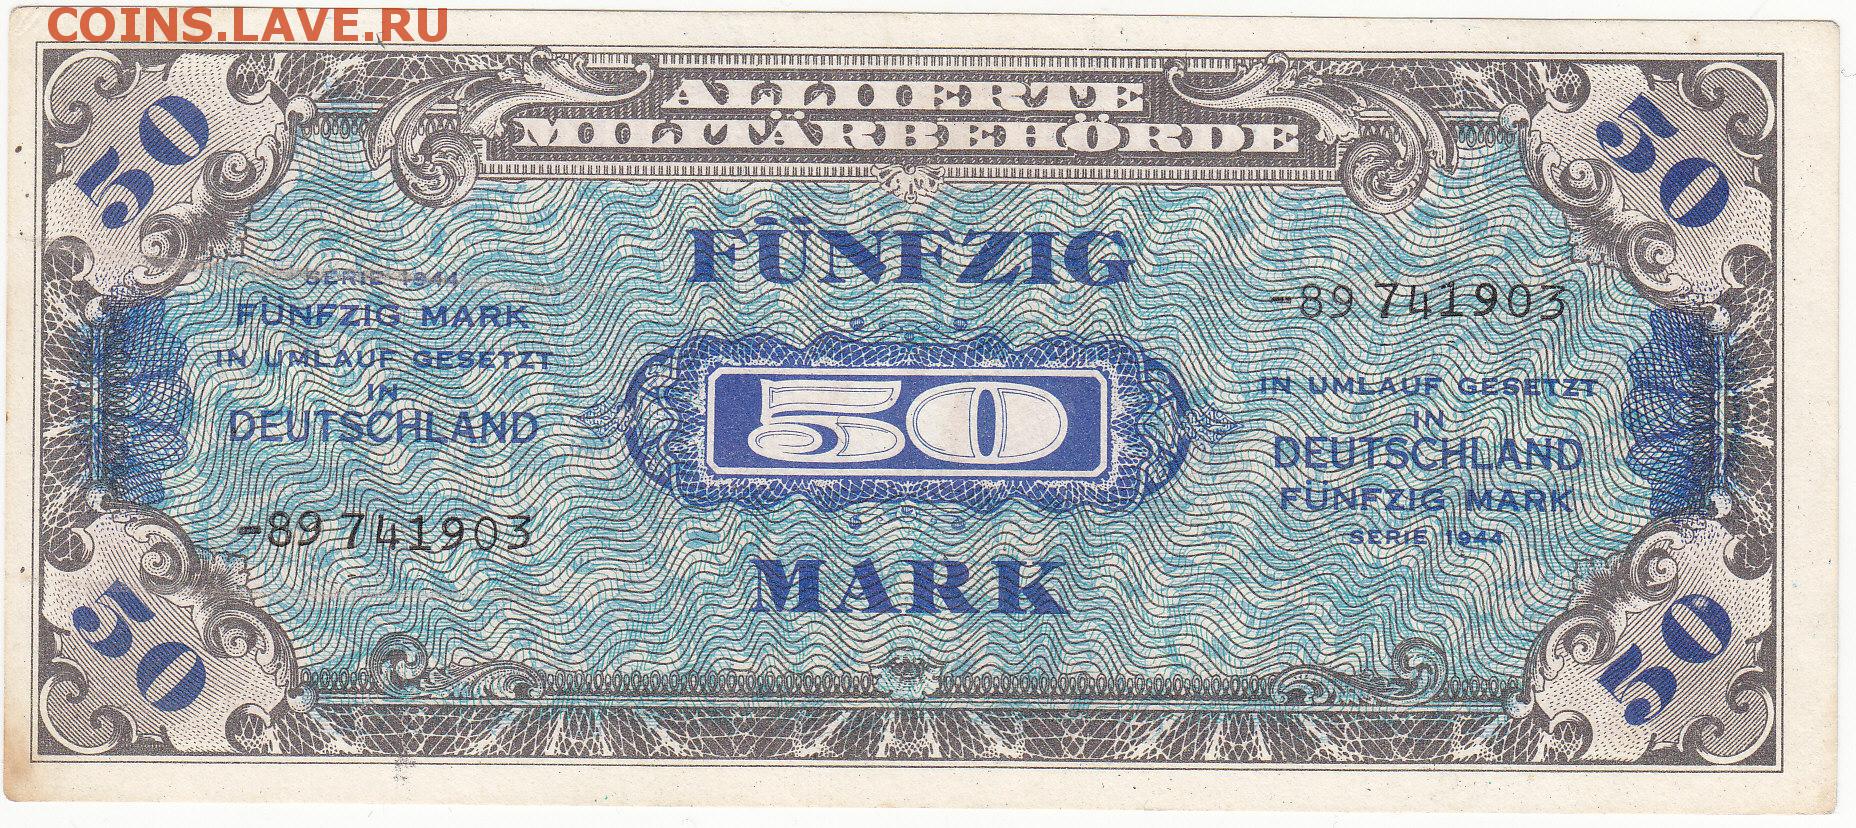 COINS.LAVE.RU
ALLIIERTE
MILITÄRBEHÖRDE
50
50
FÜNFZIG
SERIE 1944
FÜNFZIG MARK
IN UMLAUF GESETZT
IN
DEUTSCHLAND
-89 741903
50
-89 741903
IN UMLAUF GESETZT
IN
DEUTSCHLAND
FÜNFZIG MARK
SERIE 1944
MARK
50
50